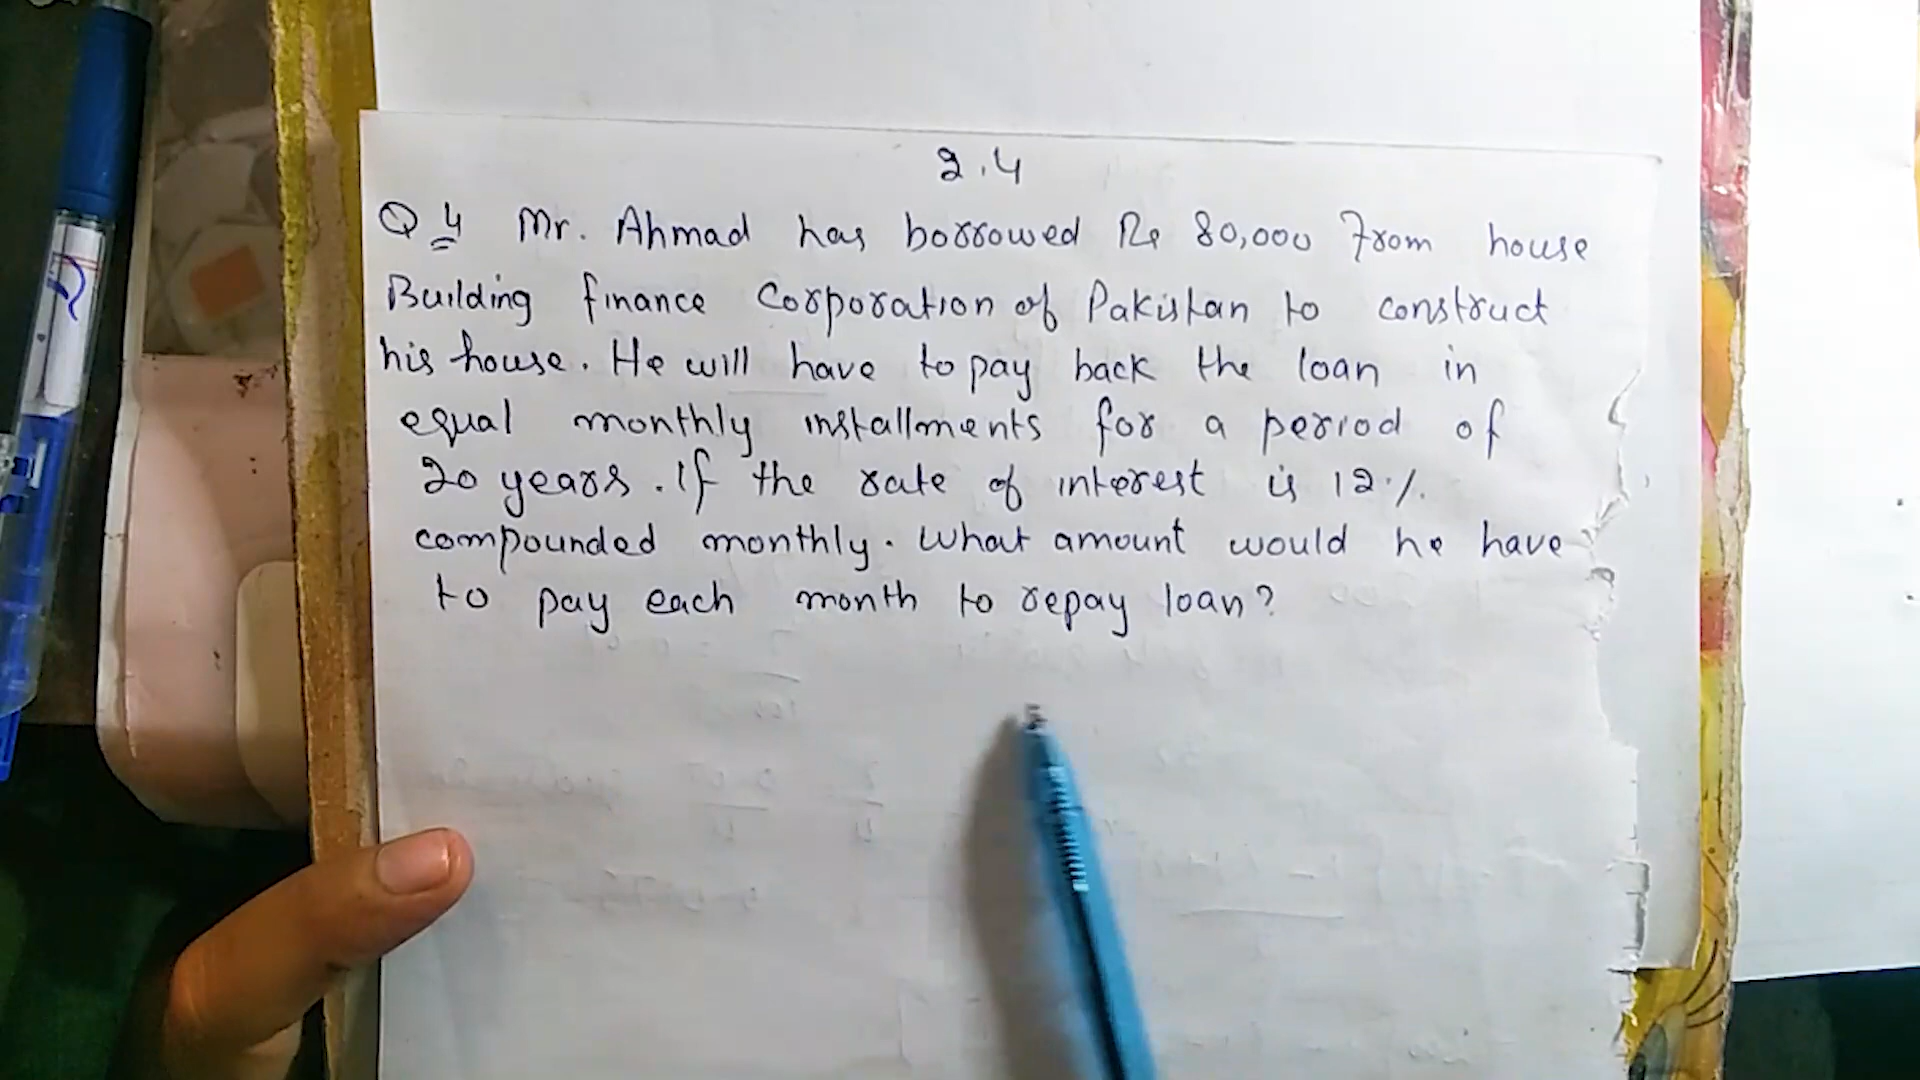 2.4
Q 4 Mr. Ahmad has borrowed Rs 80,000 From house
Building finance Corporation of Pakistan to construct
his house. He will have to pay back the loan in
equal monthly installments for a period of
20 years. If the rate of interest is 12%
compounded monthly. What amount would he have
to pay each month to repay loan?